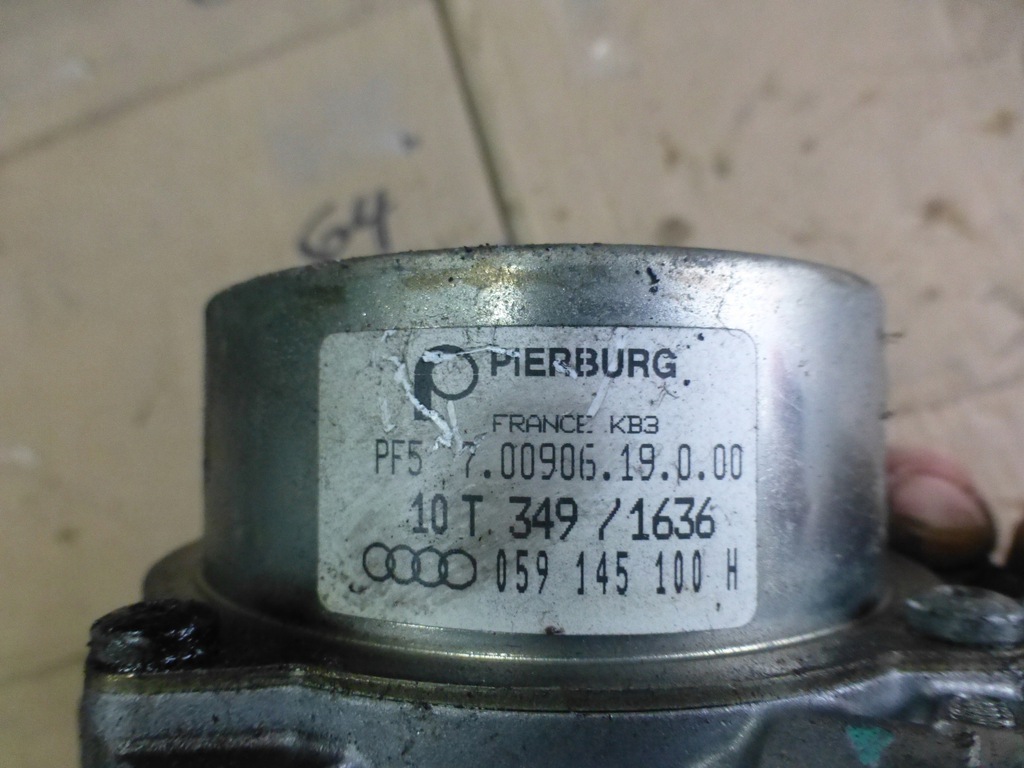 64
PIERBURG
FRANCE KB3
PF5 7.00906.19.0.00
10 T 349 / 1636
059 145 100 H